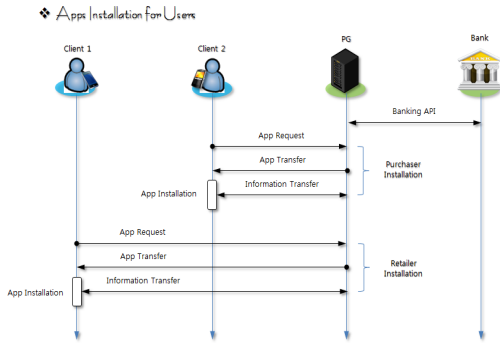 ❖ Apps Installation for Users
Client 1
Client 2
PG
Bank
Banking API
App Request
App Transfer
Purchaser
Installation
Information Transfer
App Installation
App Request
App Transfer
Retailer
Installation
Information Transfer
App Installation